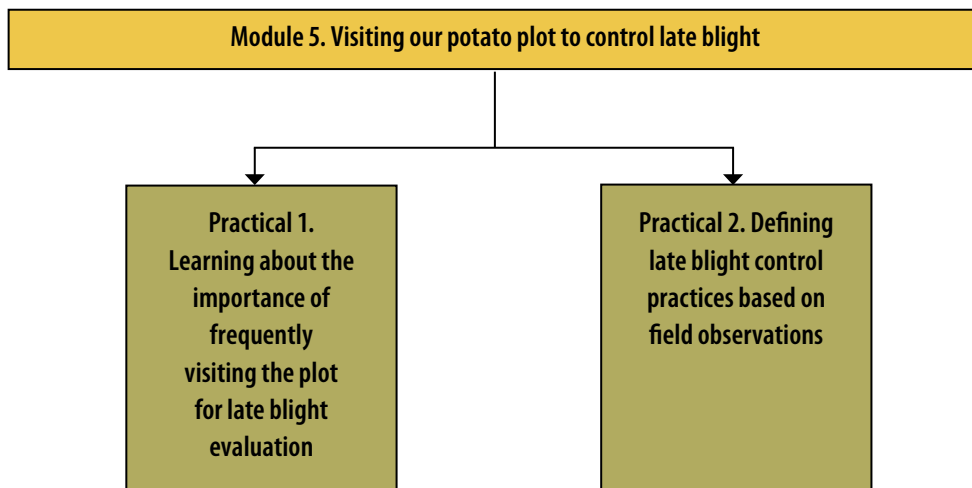 Module 5. Visiting our potato plot to control late blight
Practical 1.
Learning about the
importance of
frequently
visiting the plot
for late blight
evaluation
Practical 2. Defining
late blight control
practices based on
field observations